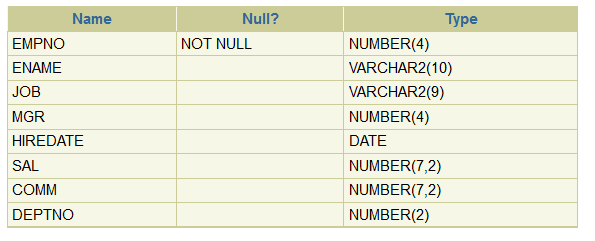 Name Null? Type
EMPNO NOT NULL NUMBER(4)
ENAME VARCHAR2(10)
JOB VARCHAR2(9)
MGR NUMBER(4)
HIREDATE DATE
SAL NUMBER(7,2)
COMM NUMBER(7,2)
DEPTNO NUMBER(2)